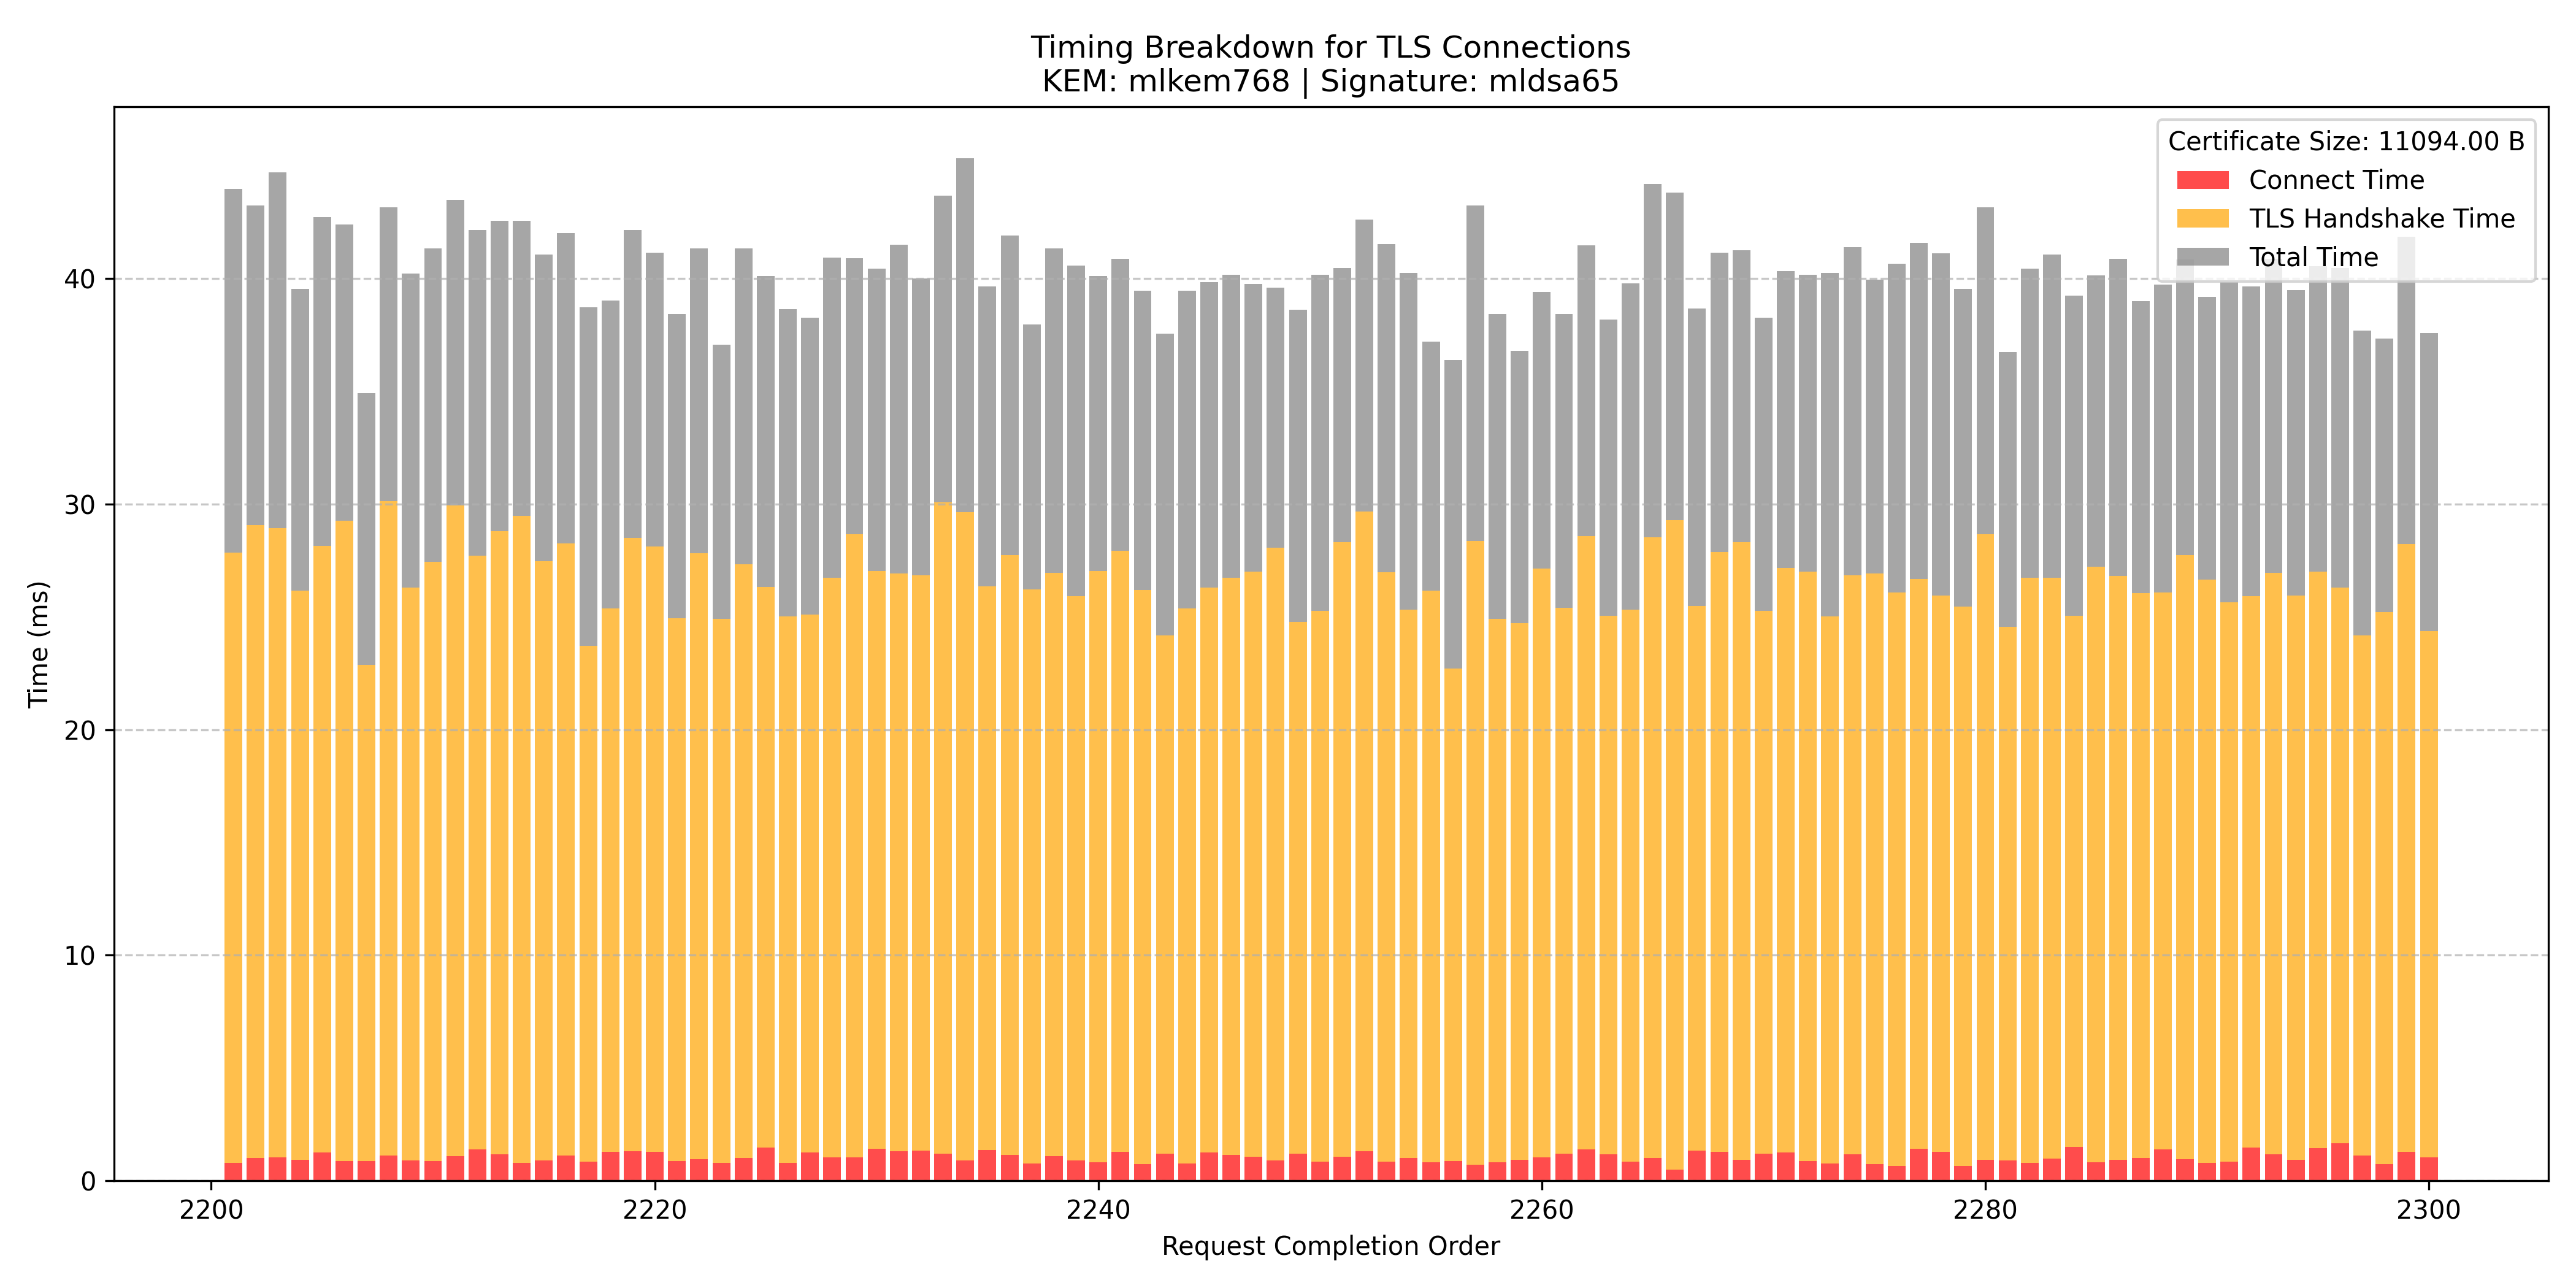 Timing Breakdown for TLS Connections
KEM: mlkem768 | Signature: mldsa65
Certificate Size: 11094.00 B
Connect Time
TLS Handshake Time
Total Time
Time (ms)
40
30
20
10
0
2200 2220 2240 2260 2280 2300
Request Completion Order